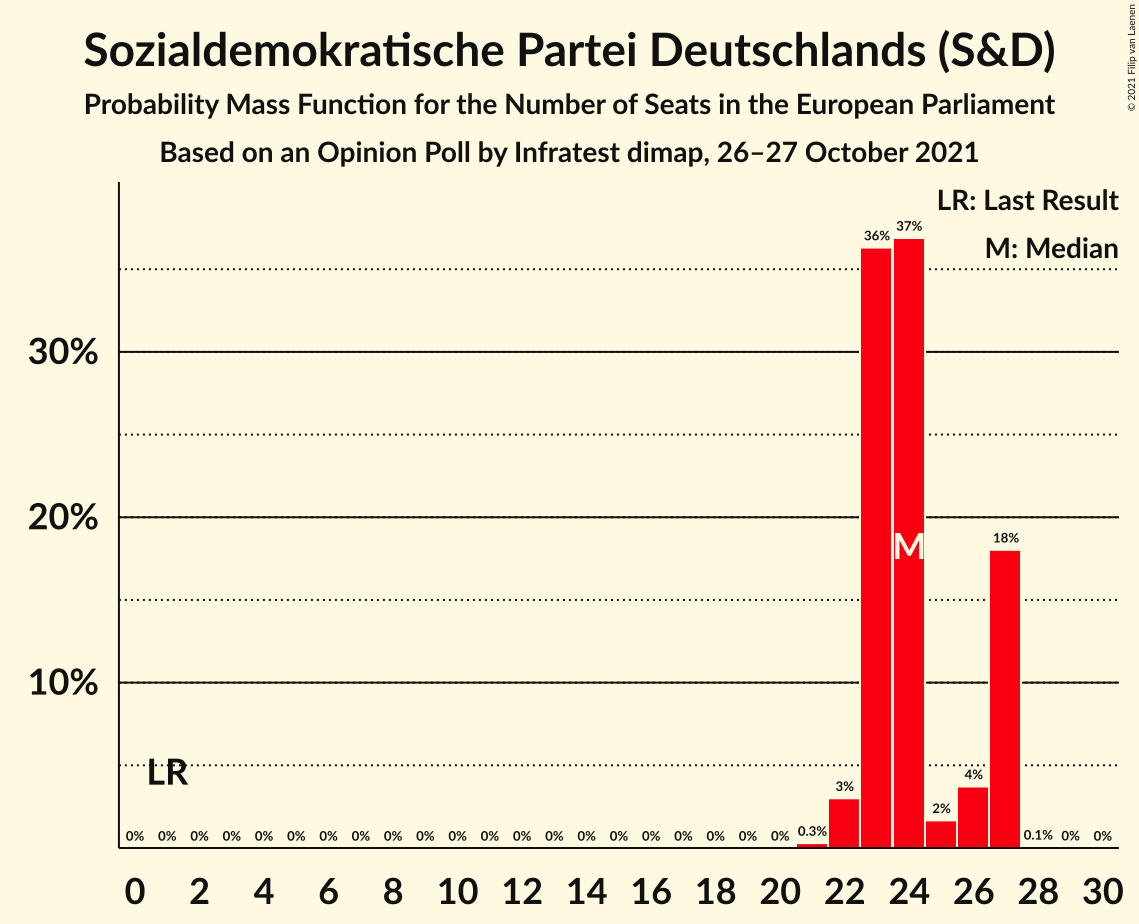 Sozialdemokratische Partei Deutschlands (S&D)
Probability Mass Function for the Number of Seats in the European Parliament
Based on an Opinion Poll by Infratest dimap, 26–27 October 2021
© 2021 Filip van Laenen
LR: Last Result
M: Median
36% 37%
30%
20%
M
18%
10%
LR
0% 0% 0% 0% 0% 0% 0% 0% 0% 0% 0% 0% 0% 0% 0% 0% 0% 0% 0% 0% 0% 0.3% 3% 2% 4% 0.1% 0% 0%
0 2 4 6 8 10 12 14 16 18 20 22 24 26 28 30